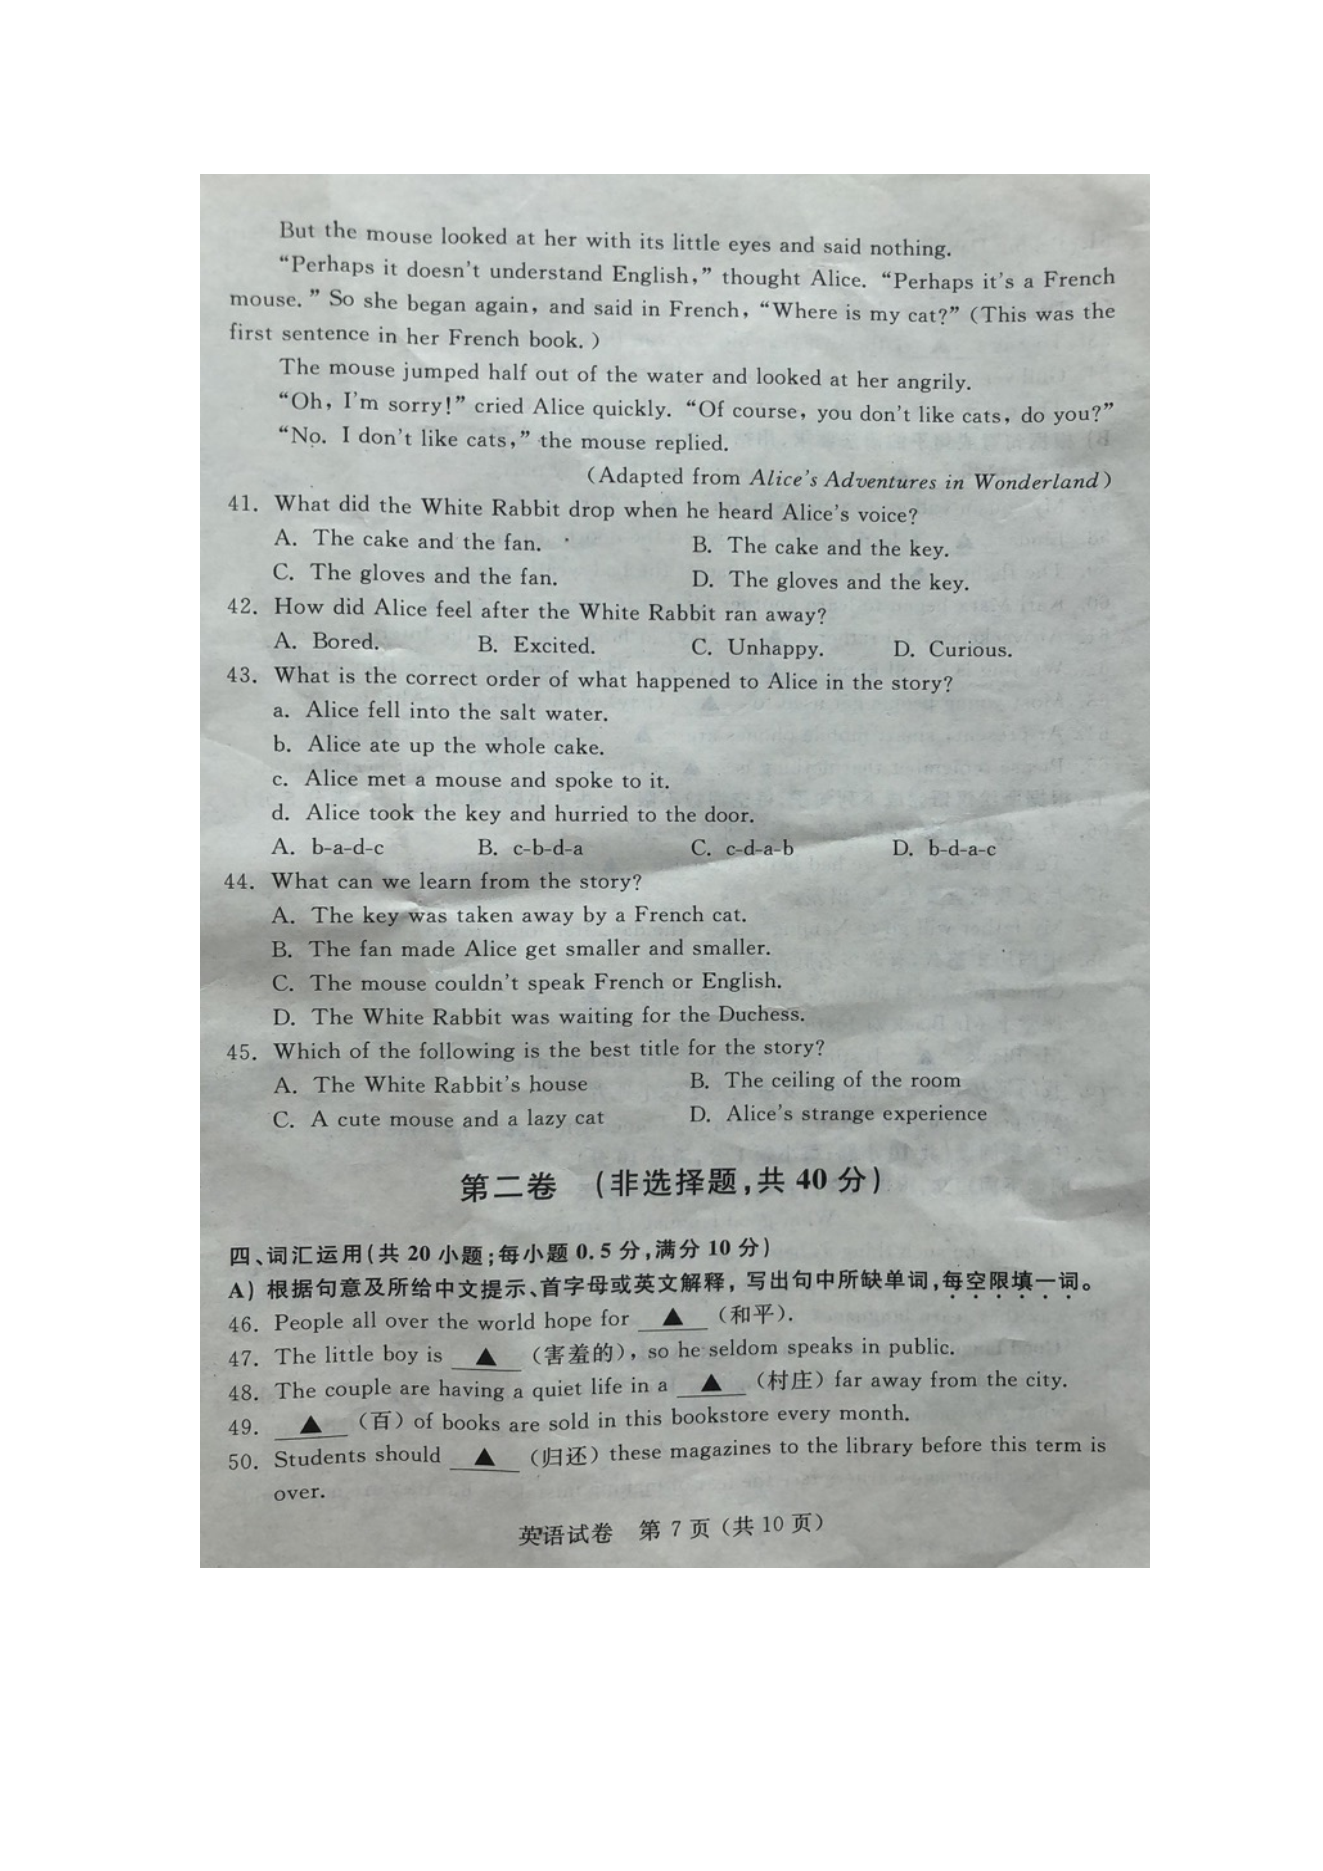 But the mouse looked at her with its little eyes and said nothing.
“Perhaps it doesn't understand English,” thought Alice. “Perhaps it's a French
mouse. ” So she began again, and said in French, “Where is my cat?” (This was the
first sentence in her French book. )
The mouse jumped half out of the water and looked at her angrily.
“Oh, I'm sorry!” cried Alice quickly. “Of course, you don't like cats, do you?”
“No. I don't like cats,” the mouse replied.
(Adapted from Alice's Adventures in Wonderland)
41. What did the White Rabbit drop when he heard Alice's voice?
A. The cake and the fan. B. The cake and the key.
C. The gloves and the fan. D. The gloves and the key.
42. How did Alice feel after the White Rabbit ran away?
A. Bored. B. Excited. C. Unhappy. D. Curious.
43. What is the correct order of what happened to Alice in the story?
a. Alice fell into the salt water.
b. Alice ate up the whole cake.
c. Alice met a mouse and spoke to it.
d. Alice took the key and hurried to the door.
A. b-a-d-c B. c-b-d-a C. c-d-a-b D. b-d-a-c
44. What can we learn from the story?
A. The key was taken away by a French cat.
B. The fan made Alice get smaller and smaller.
C. The mouse couldn't speak French or English.
D. The White Rabbit was waiting for the Duchess.
45. Which of the following is the best title for the story?
A. The White Rabbit's house B. The ceiling of the room
C. A cute mouse and a lazy cat D. Alice's strange experience
第二卷 (非选择题,共 40 分)
四、词汇运用(共 20 小题;每小题 0.5 分,满分 10 分)
A) 根据句意及所给中文提示、首字母或英文解释,写出句中所缺单词,每空限填一词。
46. People all over the world hope for ▲ (和平).
47. The little boy is ▲ (害羞的), so he seldom speaks in public.
48. The couple are having a quiet life in a ▲ (村庄) far away from the city.
49. ▲ (百) of books are sold in this bookstore every month.
50. Students should ▲ (归还) these magazines to the library before this term is
over.
英语试卷 第 7 页(共 10 页)